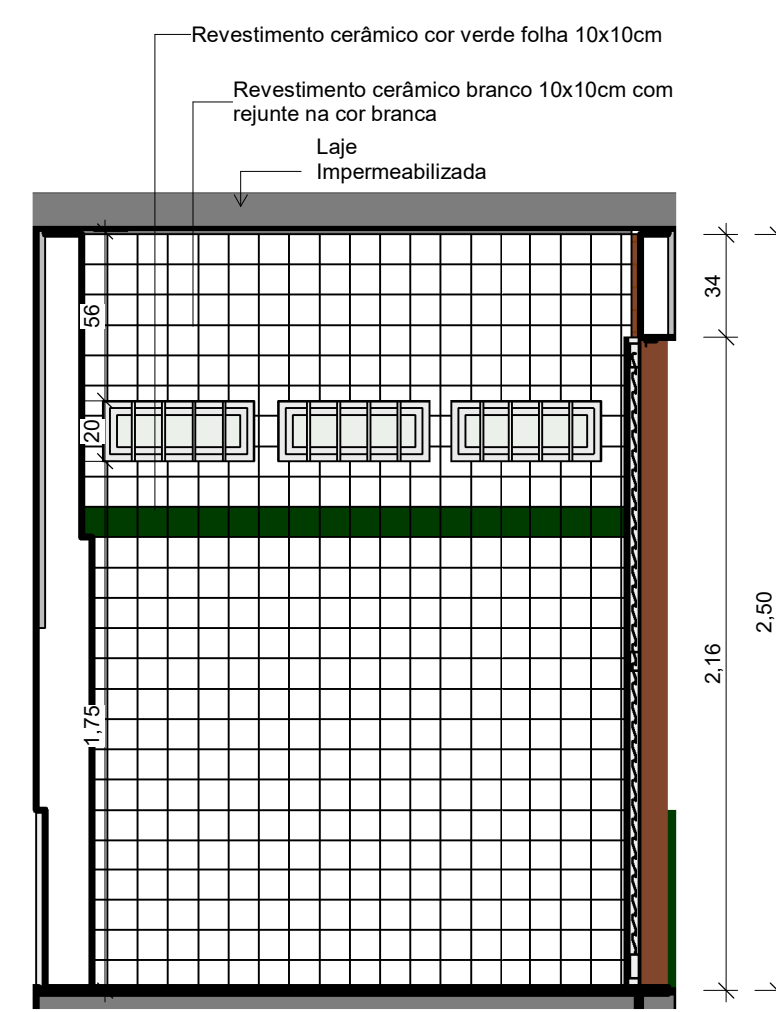 Revestimento cerâmico cor verde folha 10x10cm
Revestimento cerâmico branco 10x10cm com
rejunte na cor branca
Laje
Impermeabilizada
56
20
1,75
34
2,16
2,50